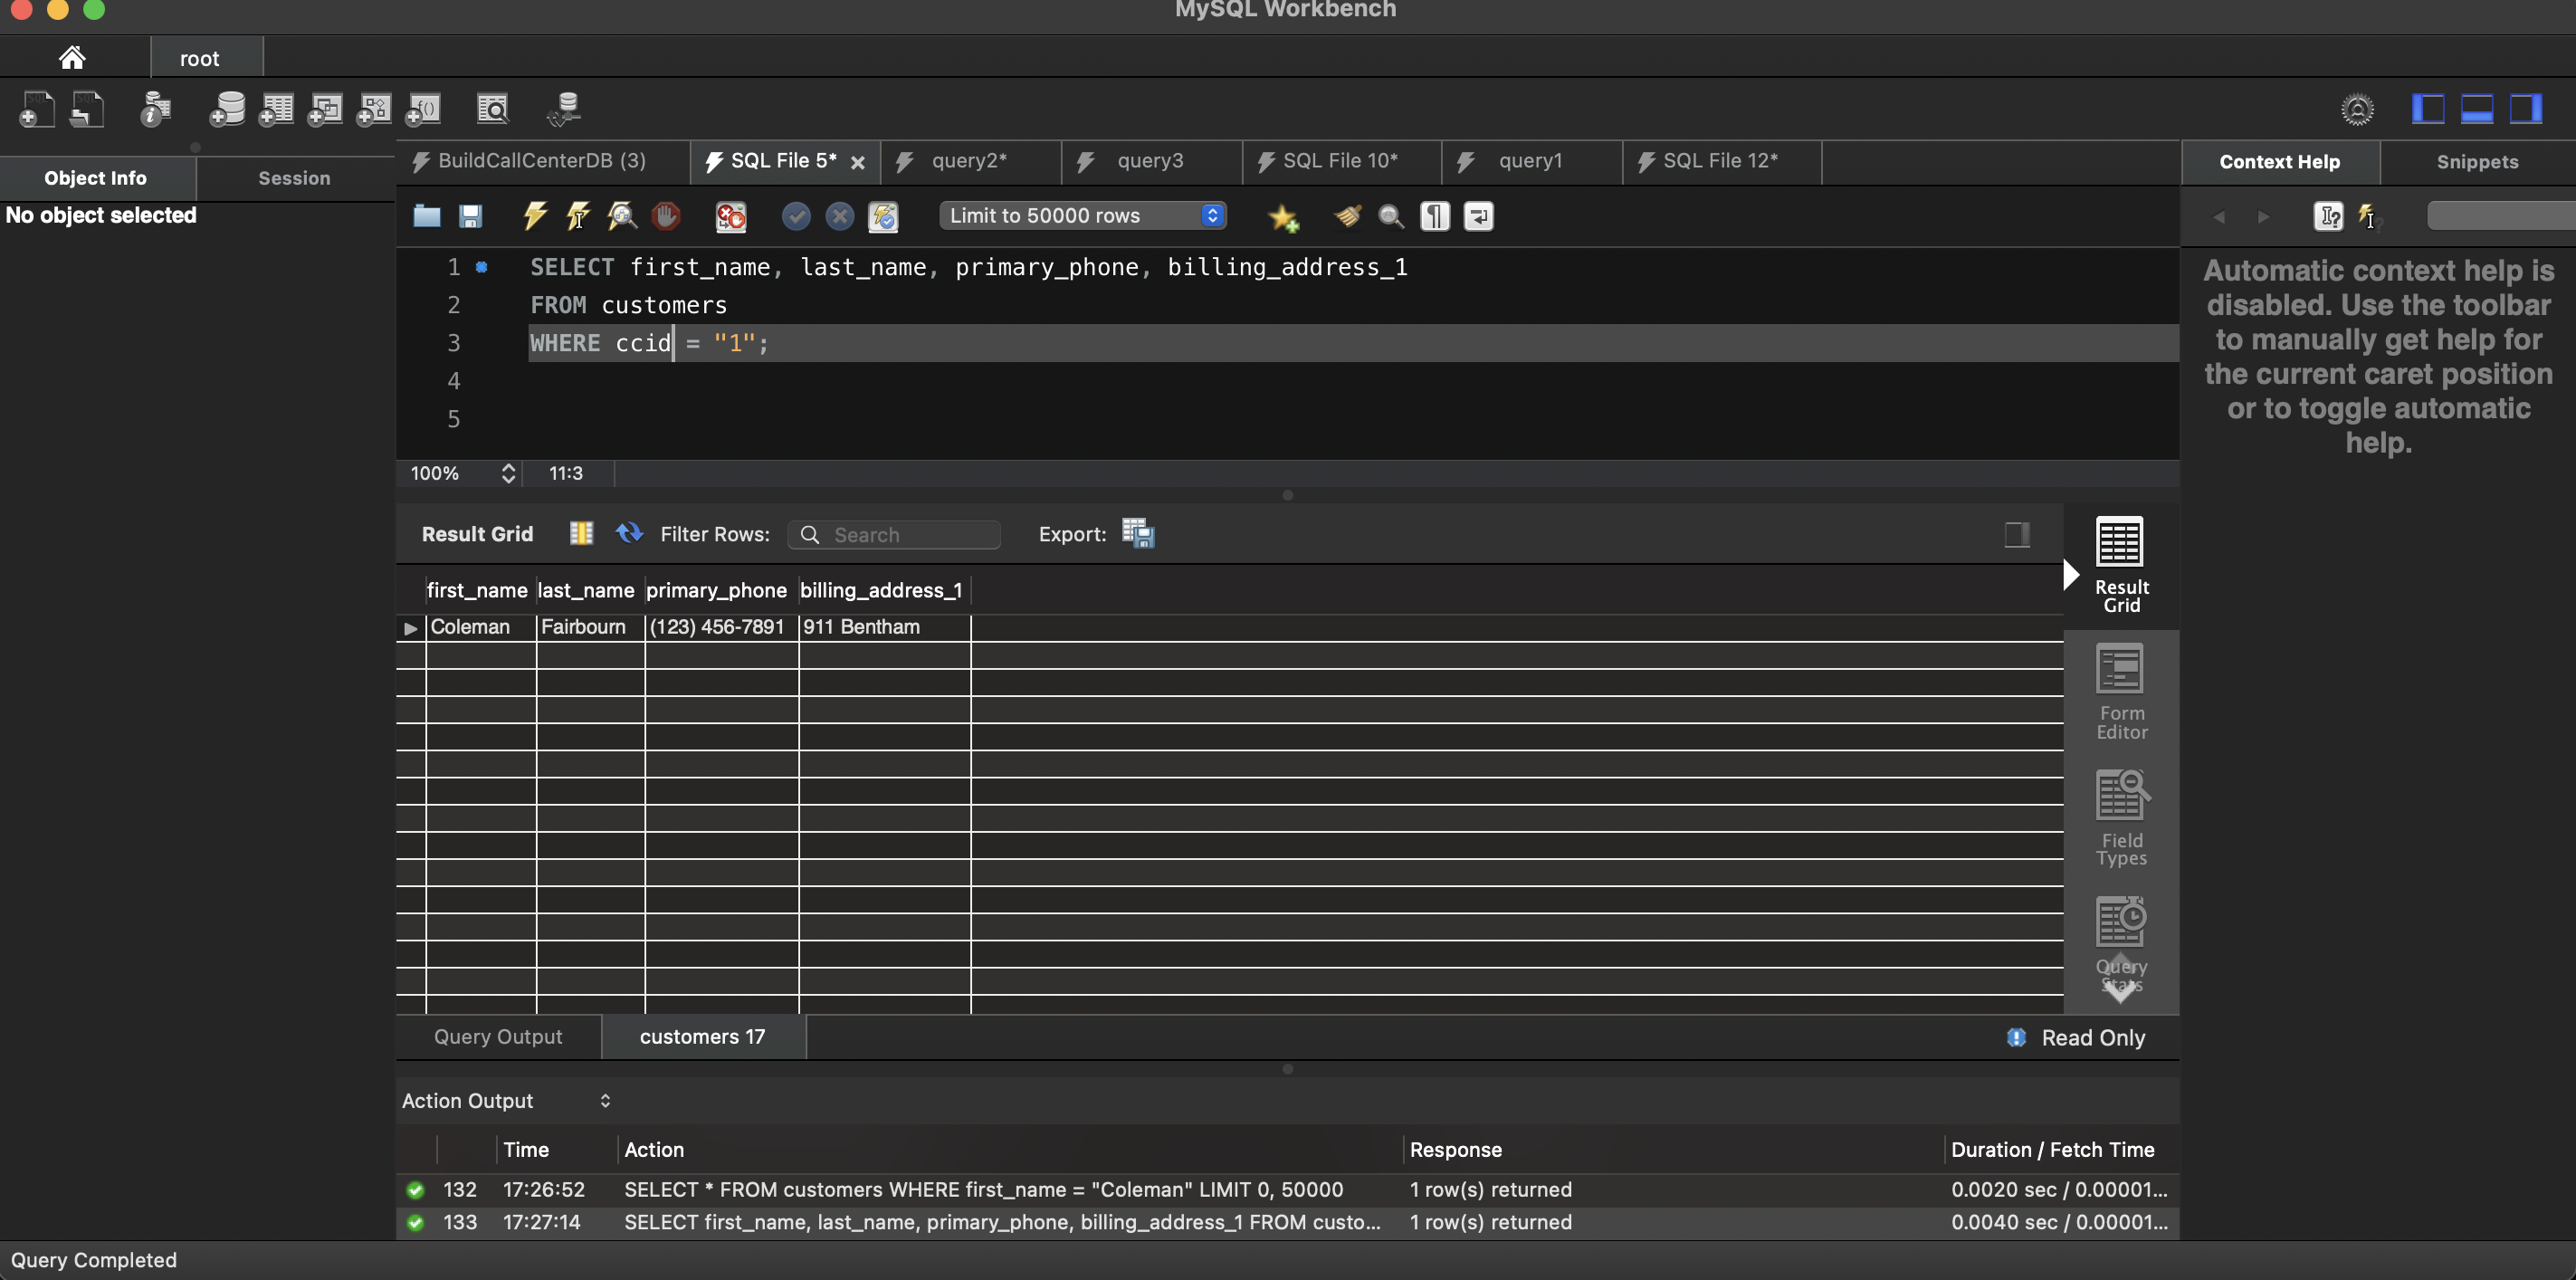 MySQL Workbench
root
Object Info
Session
No object selected
BuildCallCenterDB (3)
SQL File 5*
query2*
query3
SQL File 10*
query1
SQL File 12*
Limit to 50000 rows
1 SELECT first_name, last_name, primary_phone, billing_address_1
2 FROM customers
3 WHERE ccid = "1";
4
5
100%
11:3
Result Grid
Filter Rows:
Search
Export:
first_name last_name primary_phone billing_address_1
Coleman Fairbourn (123) 456-7891 911 Bentham
Result
Grid
Form
Editor
Field
Types
Query
Stats
Query Output
customers 17
Read Only
Action Output
Time Action Response Duration / Fetch Time
132 17:26:52 SELECT * FROM customers WHERE first_name = "Coleman" LIMIT 0, 50000 1 row(s) returned 0.0020 sec / 0.00001...
133 17:27:14 SELECT first_name, last_name, primary_phone, billing_address_1 FROM custo... 1 row(s) returned 0.0040 sec / 0.00001...
Query Completed
Context Help
Snippets
Automatic context help is
disabled. Use the toolbar
to manually get help for
the current caret position
or to toggle automatic
help.